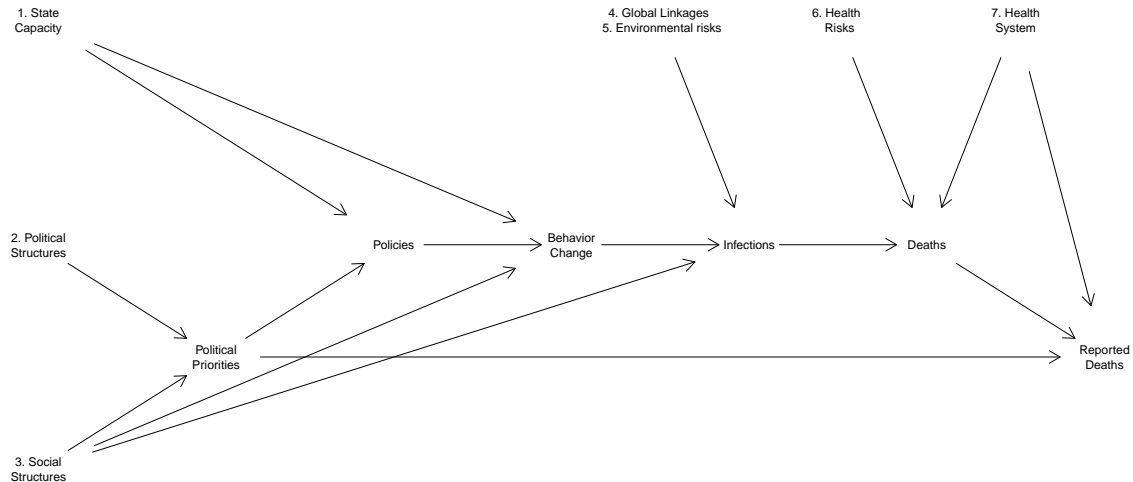 1. State
Capacity
4. Global Linkages
5. Environmental risks
6. Health
Risks
7. Health
System
2. Political
Structures
Policies
Behavior
Change
Infections
Deaths
Political
Priorities
Reported
Deaths
3. Social
Structures